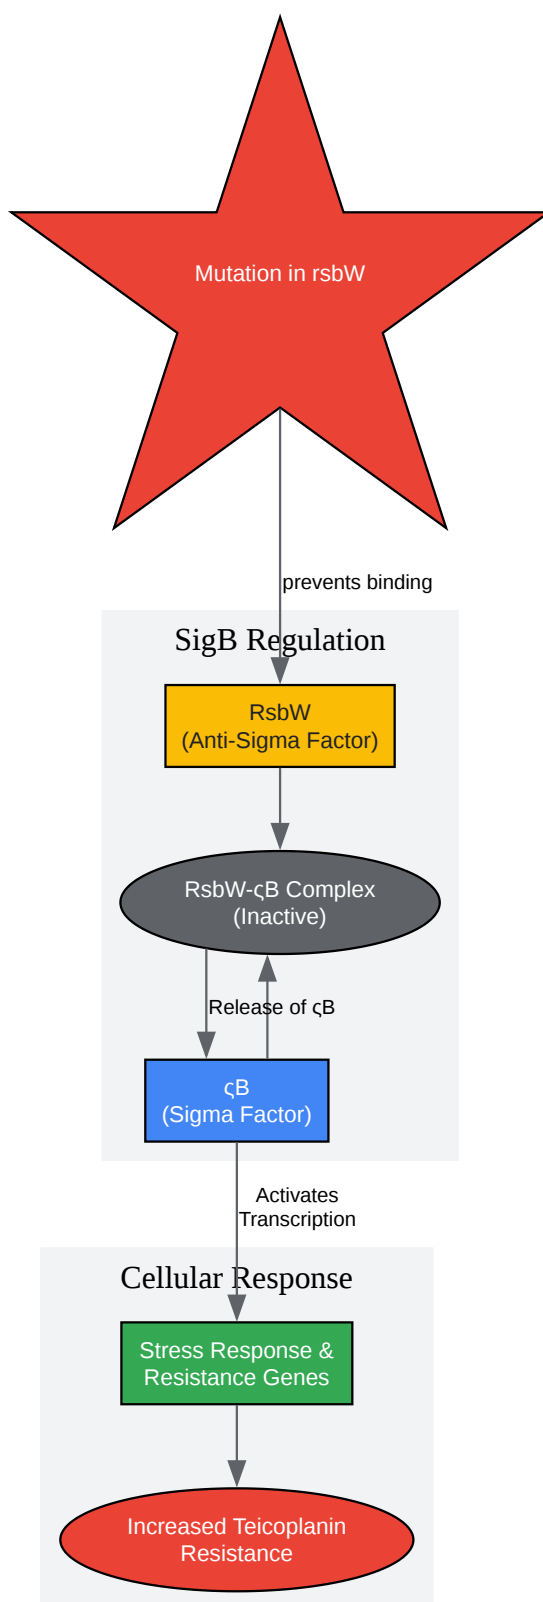 Mutation in rsbW
prevents binding
SigB Regulation
RsbW
(Anti-Sigma Factor)
RsbW-ςB Complex
(Inactive)
Release of ςB
ςB
(Sigma Factor)
Activates
Transcription
Cellular Response
Stress Response &
Resistance Genes
Increased Teicoplanin
Resistance